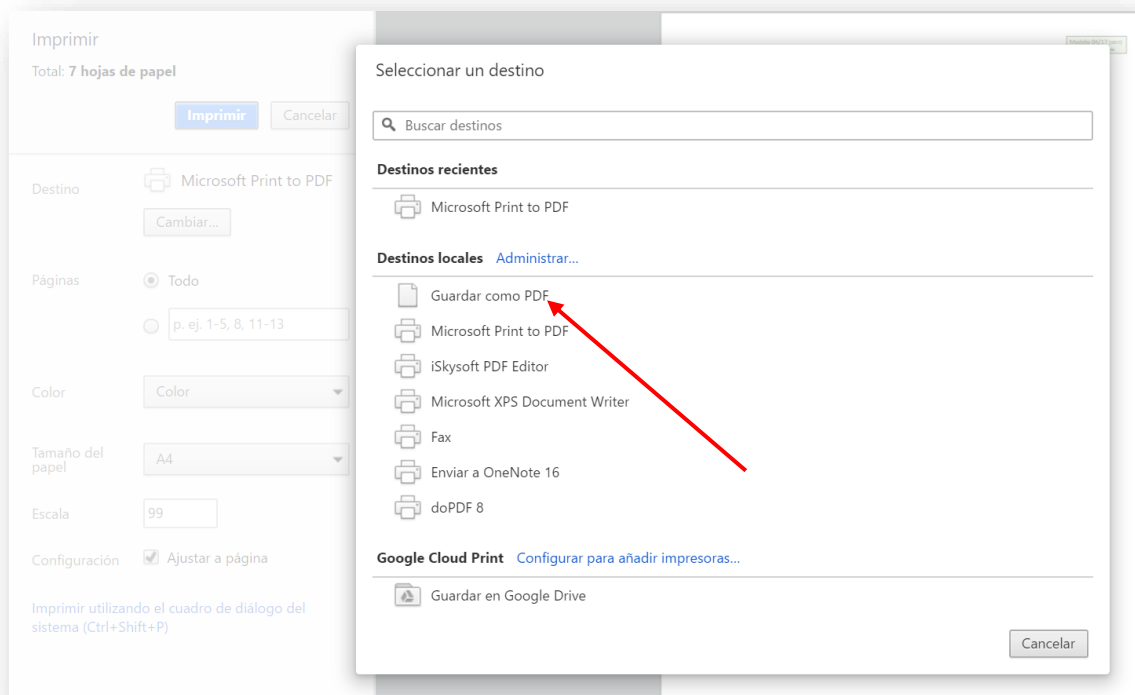 Imprimir
Total: 7 hojas de papel
Imprimir
Cancelar
Destino
Microsoft Print to PDF
Cambiar...
Páginas
Todo
p. ej. 1-5, 8, 11-13
Color
Color
Tamaño del
papel
A4
Escala
99
Configuración
Ajustar a página
Imprimir utilizando el cuadro de diálogo del
sistema (Ctrl+Shift+P)
Seleccionar un destino
Buscar destinos
Destinos recientes
Microsoft Print to PDF
Destinos locales Administrar...
Guardar como PDF
Microsoft Print to PDF
iSkysoft PDF Editor
Microsoft XPS Document Writer
Fax
Enviar a OneNote 16
doPDF 8
Google Cloud Print Configurar para añadir impresoras...
Guardar en Google Drive
Cancelar